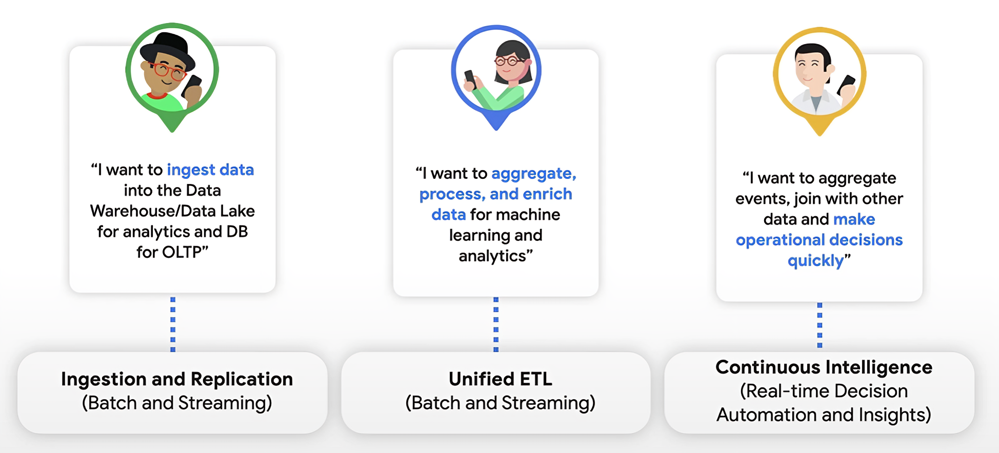 “I want to ingest data
into the Data
Warehouse/Data Lake
for analytics and DB
for OLTP”
Ingestion and Replication
(Batch and Streaming)
“I want to aggregate,
process, and enrich
data for machine
learning and
analytics”
Unified ETL
(Batch and Streaming)
“I want to aggregate
events, join with other
data and make
operational decisions
quickly”
Continuous Intelligence
(Real-time Decision
Automation and Insights)